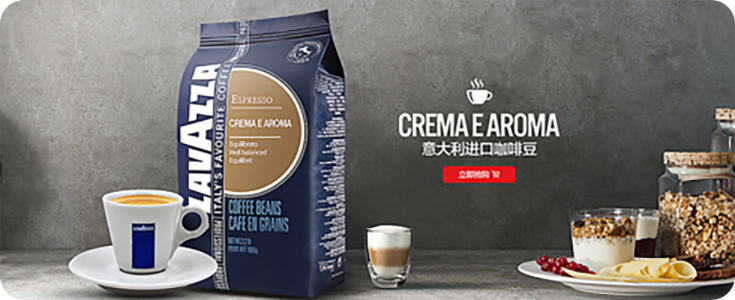 LAVAZZA
ITALY'S FAVOURITE COFFEE
ESPRESSO
CREMA E AROMA
Equilibrato
Well balanced
Equilibré
COFFEE BEANS
CAFÉ EN GRAINS
CREMA E AROMA
意大利进口咖啡豆
立即抢购